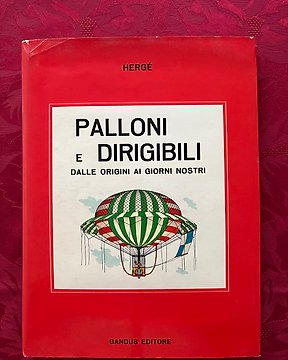 HERGÉ
PALLONI
E DIRIGIBILI
DALLE ORIGINI AI GIORNI NOSTRI
GANDUS EDITORE